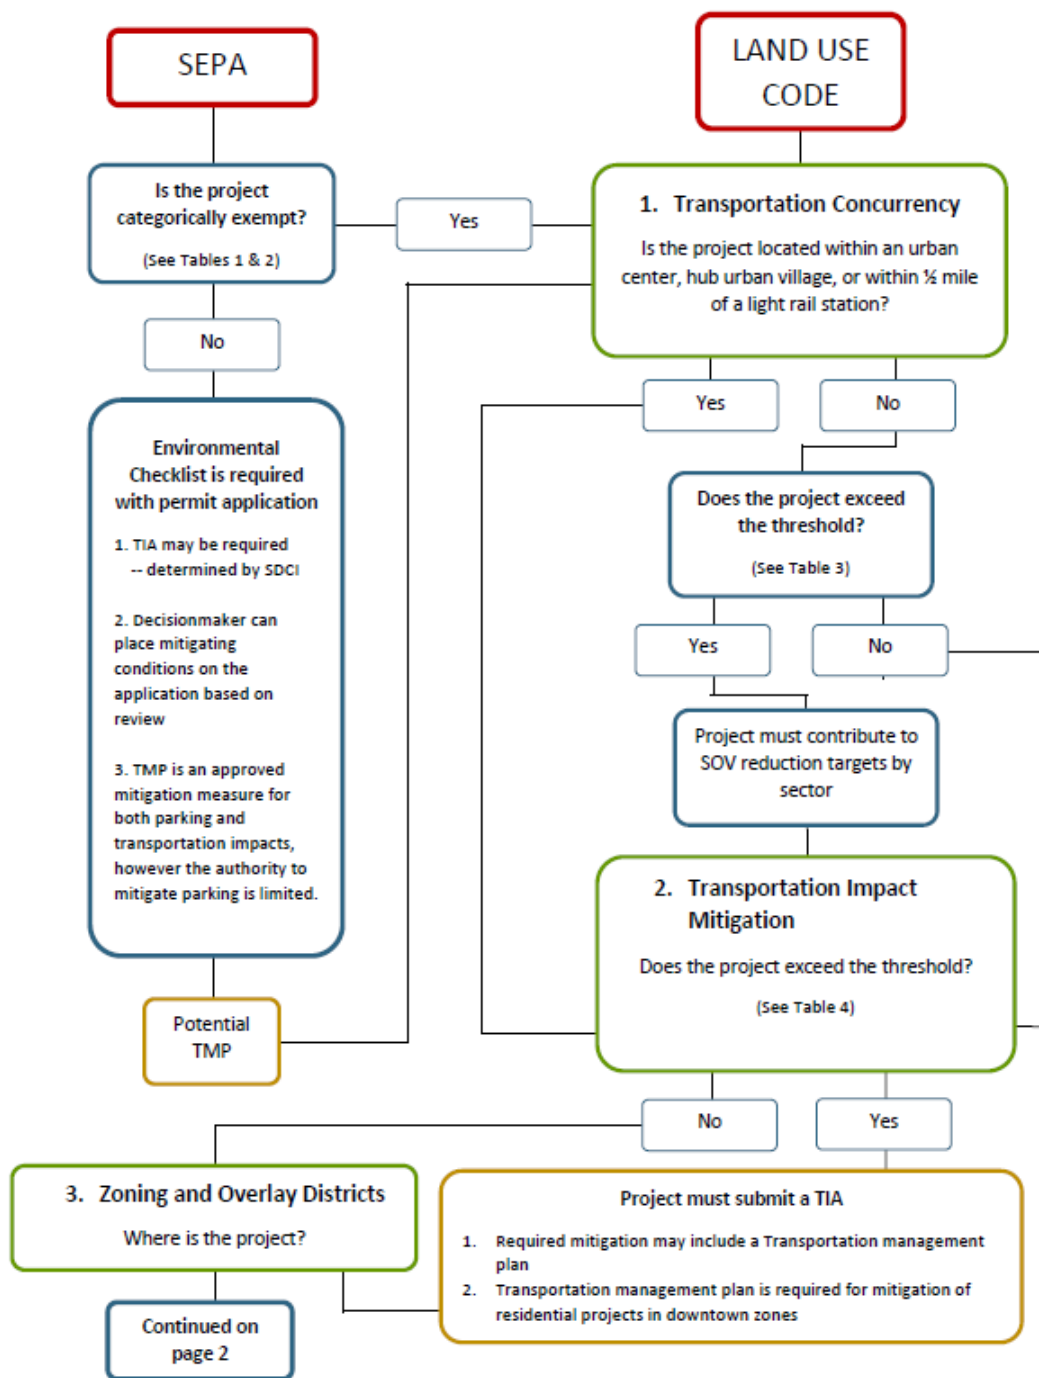 SEPA
LAND USE
CODE
Is the project
categorically exempt?
(See Tables 1 & 2)
Yes
1. Transportation Concurrency
Is the project located within an urban
center, hub urban village, or within ½ mile
of a light rail station?
No
Yes
No
Environmental
Checklist is required
with permit application
1. TIA may be required
-- determined by SDCI
2. Decisionmaker can
place mitigating
conditions on the
application based on
review
3. TMP is an approved
mitigation measure for
both parking and
transportation impacts,
however the authority to
mitigate parking is limited.
Does the project exceed
the threshold?
(See Table 3)
Yes
No
Project must contribute to
SOV reduction targets by
sector
2. Transportation Impact
Mitigation
Does the project exceed the threshold?
(See Table 4)
Potential
TMP
No
Yes
3. Zoning and Overlay Districts
Where is the project?
Project must submit a TIA
1. Required mitigation may include a Transportation management
plan
2. Transportation management plan is required for mitigation of
residential projects in downtown zones
Continued on
page 2